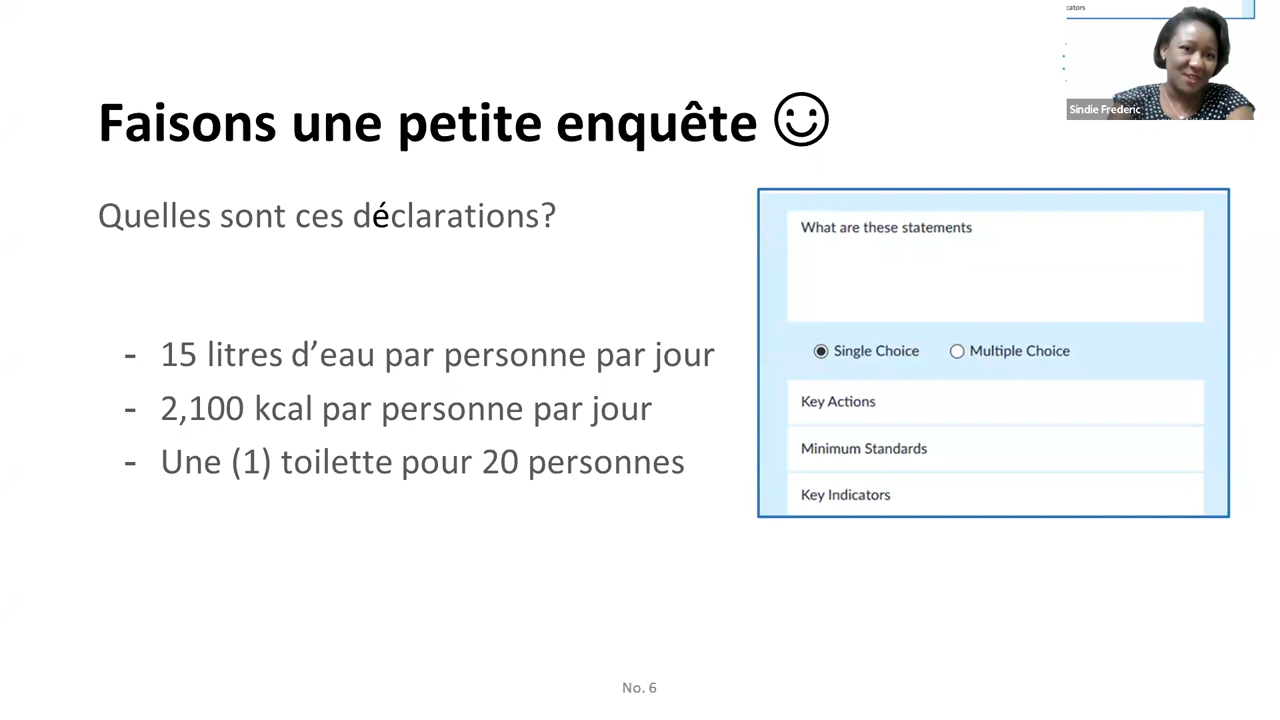 cators
Sindie Frederic
Faisons une petite enquête
Quelles sont ces déclarations?
- 15 litres d’eau par personne par jour
- 2,100 kcal par personne par jour
- Une (1) toilette pour 20 personnes
What are these statements
Single Choice
Multiple Choice
Key Actions
Minimum Standards
Key Indicators
No. 6